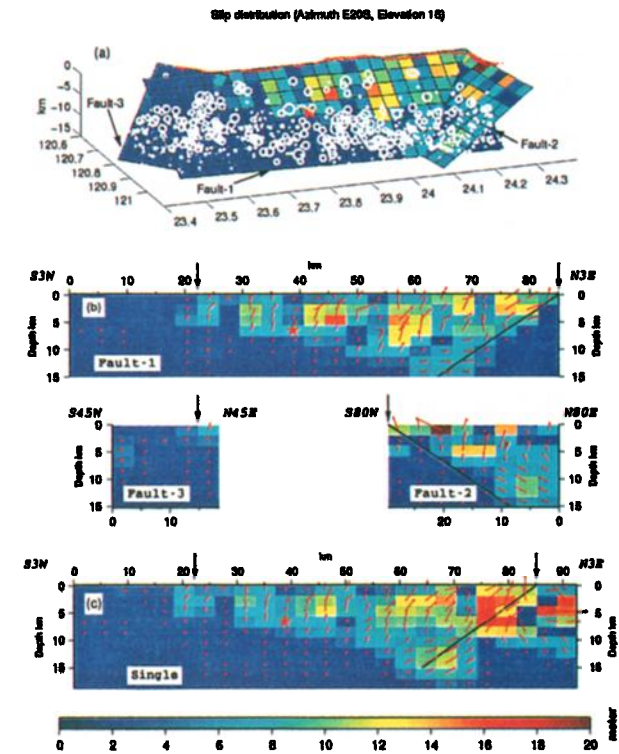 Slip distribution (Azimuth E20S, Elevation 15)
(a)
0
−5
−10
−15
km
Fault-3
Fault-2
Fault-1
120.6
120.7
120.8
120.9
121
23.4 23.5 23.6 23.7 23.8 23.9 24 24.1 24.2 24.3
km
S3W N3E
0 10 20 30 40 50 60 70 80
(b)
0 5 10 15
Depth km
Fault-1
0 5 10 15
Depth km
S45W N45E S80W N80E
0 5 10 15
Depth km
Fault-3
0 10
Fault-2
0 5 10 15
Depth km
20 10 0
km
S3W N3E
0 10 20 30 40 50 60 70 80 90
(c)
0 5 10 15
Depth km
Single
0 5 10 15
Depth km
0 2 4 6 8 10 12 14 16 18 20
meter